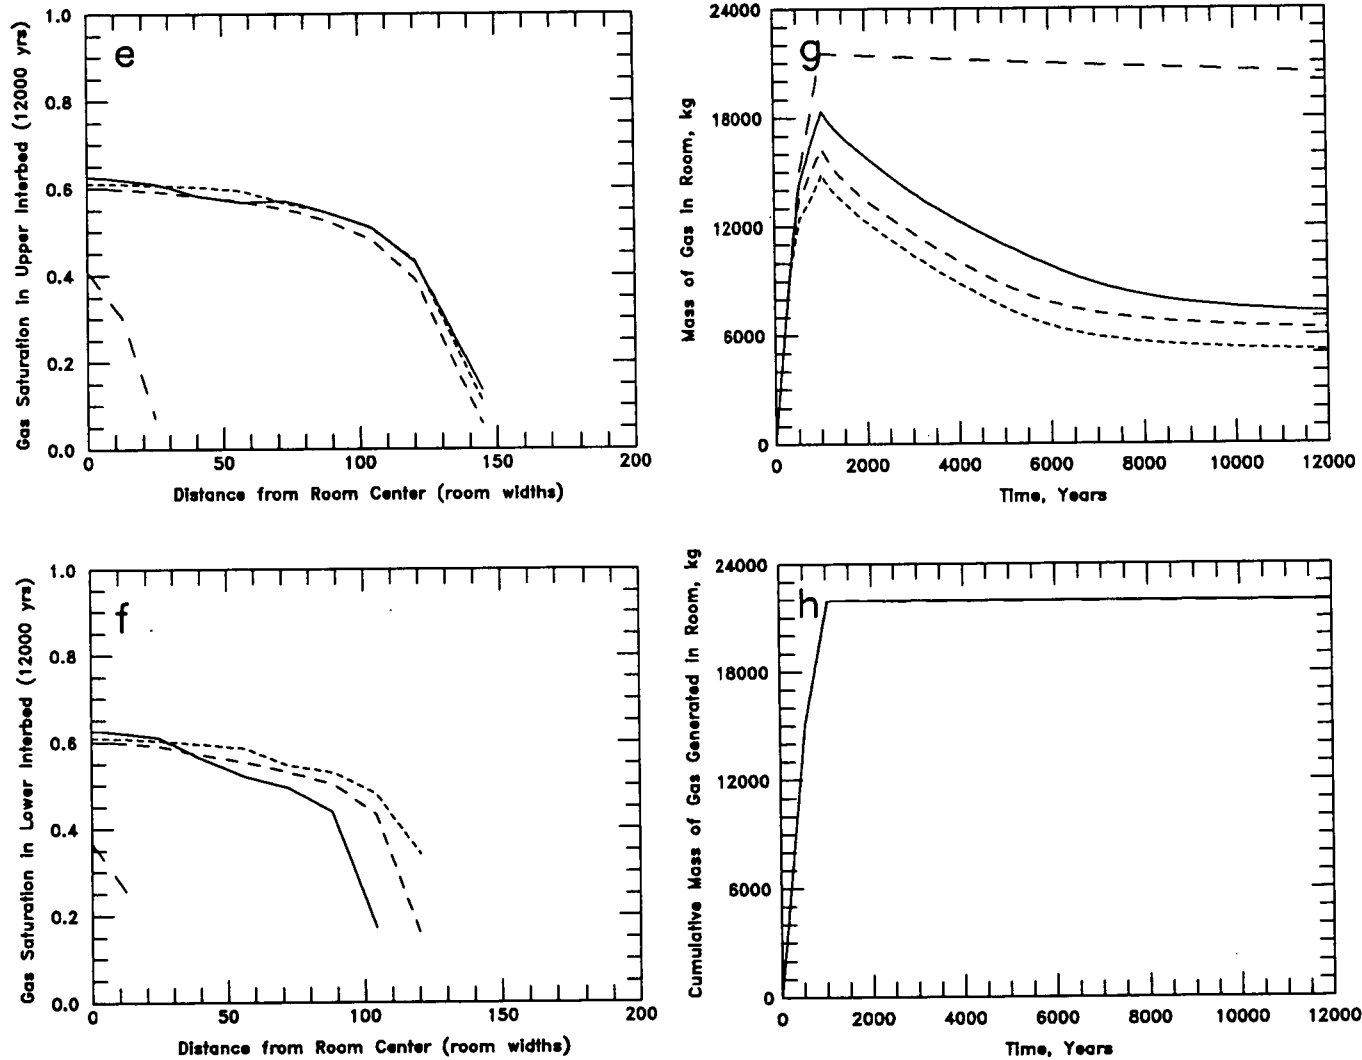 e
Gas Saturation in Upper Interbed (12000 yrs)
1.0
0.8
0.6
0.4
0.2
0.0
0 50 100 150 200
Distance from Room Center (room widths)
g
Mass of Gas in Room, kg
24000
18000
12000
6000
0
0 2000 4000 6000 8000 10000 12000
Time, Years
f
Gas Saturation in Lower Interbed (12000 yrs)
1.0
0.8
0.6
0.4
0.2
0.0
0 50 100 150 200
Distance from Room Center (room widths)
h
Cumulative Mass of Gas Generated in Room, kg
24000
18000
12000
6000
0
0 2000 4000 6000 8000 10000 12000
Time, Years